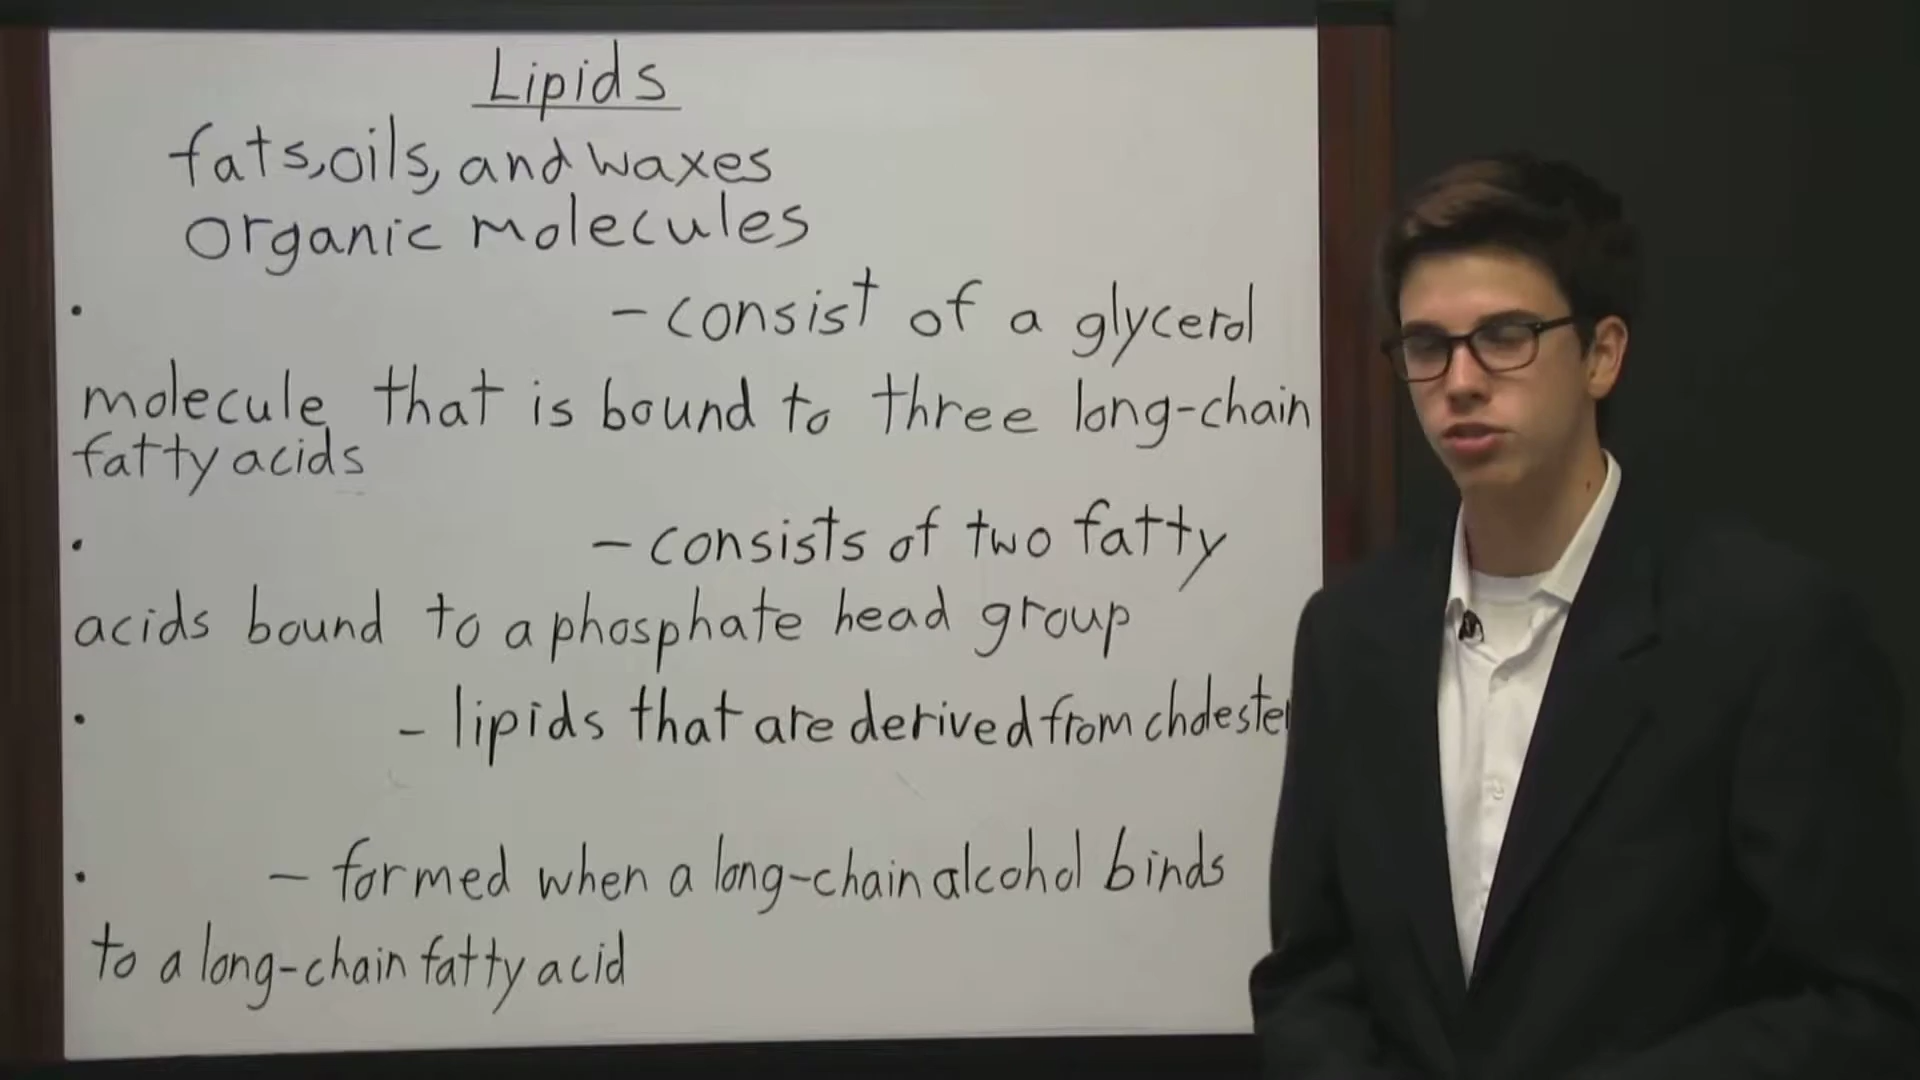 Lipids
fats, oils, and waxes
organic molecules
• – consist of a glycerol
molecule that is bound to three long-chain
fatty acids
• – consists of two fatty
acids bound to a phosphate head group
• – lipids that are derived from cholester
• – formed when a long-chain alcohol binds
to a long-chain fatty acid